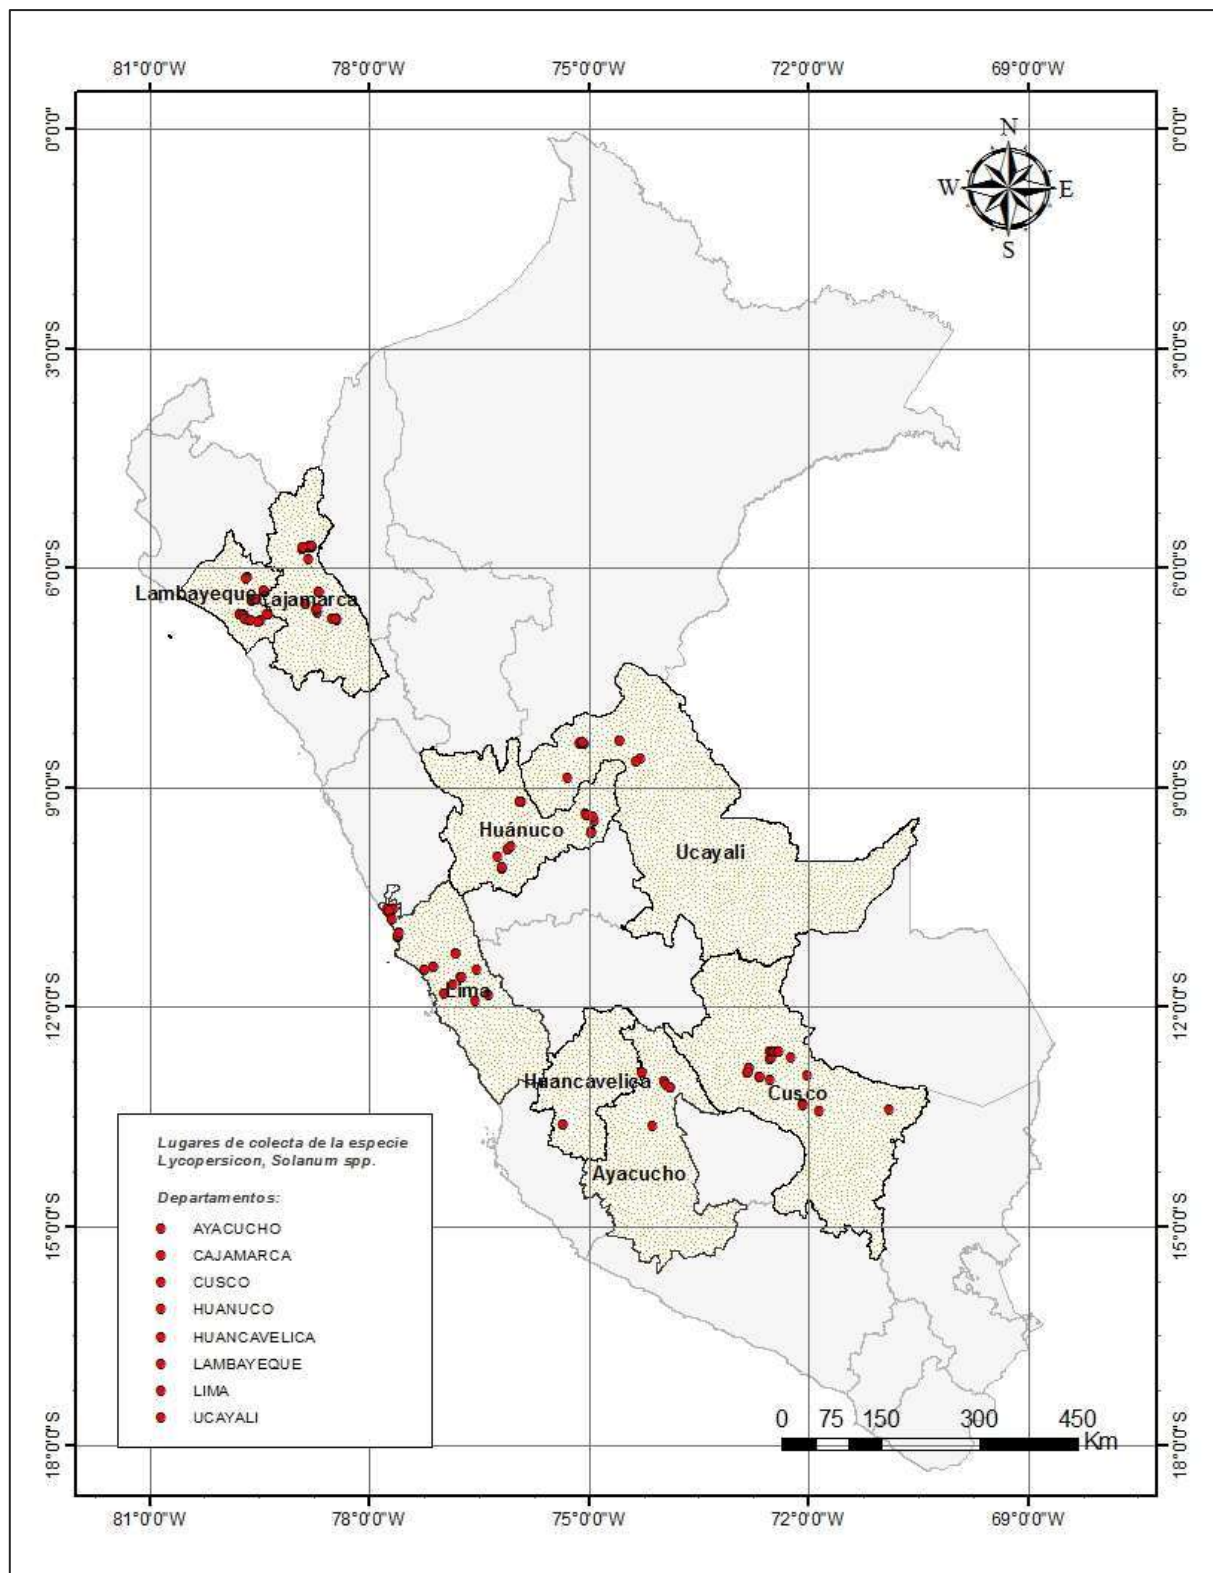 81°0'0"W 78°0'0"W 75°0'0"W 72°0'0"W 69°0'0"W
0°0'0" 0°0'0"
N
W E
S
3°0'0"S 3°0'0"S
6°0'0"S 6°0'0"S
Lambayeque Cajamarca
9°0'0"S 9°0'0"S
Huánuco
Ucayali
Lima
12°0'0"S 12°0'0"S
Huancavelica
Cusco
Ayacucho
Lugares de colecta de la especie
Lycopersicon, Solanum spp.
Departamentos:
AYACUCHO
CAJAMARCA
CUSCO
HUANUCO
HUANCAVELICA
LAMBAYEQUE
LIMA
UCAYALI
15°0'0"S 15°0'0"S
0 75 150 300 450
Km
18°0'0"S 18°0'0"S
81°0'0"W 78°0'0"W 75°0'0"W 72°0'0"W 69°0'0"W